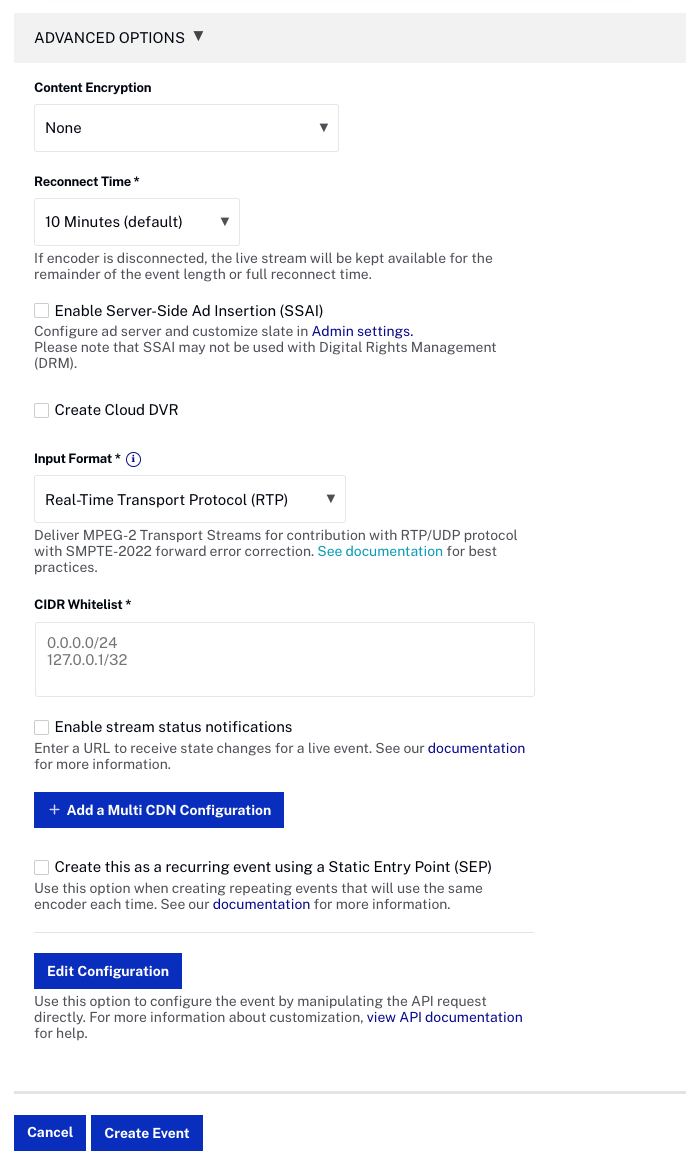 ADVANCED OPTIONS ▼
Content Encryption
None ▼
Reconnect Time *
10 Minutes (default) ▼
If encoder is disconnected, the live stream will be kept available for the
remainder of the event length or full reconnect time.
Enable Server-Side Ad Insertion (SSAI)
Configure ad server and customize slate in Admin settings.
Please note that SSAI may not be used with Digital Rights Management
(DRM).
Create Cloud DVR
Input Format * i
Real-Time Transport Protocol (RTP) ▼
Deliver MPEG-2 Transport Streams for contribution with RTP/UDP protocol
with SMPTE-2022 forward error correction. See documentation for best
practices.
CIDR Whitelist *
0.0.0.0/24
127.0.0.1/32
Enable stream status notifications
Enter a URL to receive state changes for a live event. See our documentation
for more information.
+ Add a Multi CDN Configuration
Create this as a recurring event using a Static Entry Point (SEP)
Use this option when creating repeating events that will use the same
encoder each time. See our documentation for more information.
Edit Configuration
Use this option to configure the event by manipulating the API request
directly. For more information about customization, view API documentation
for help.
Cancel Create Event